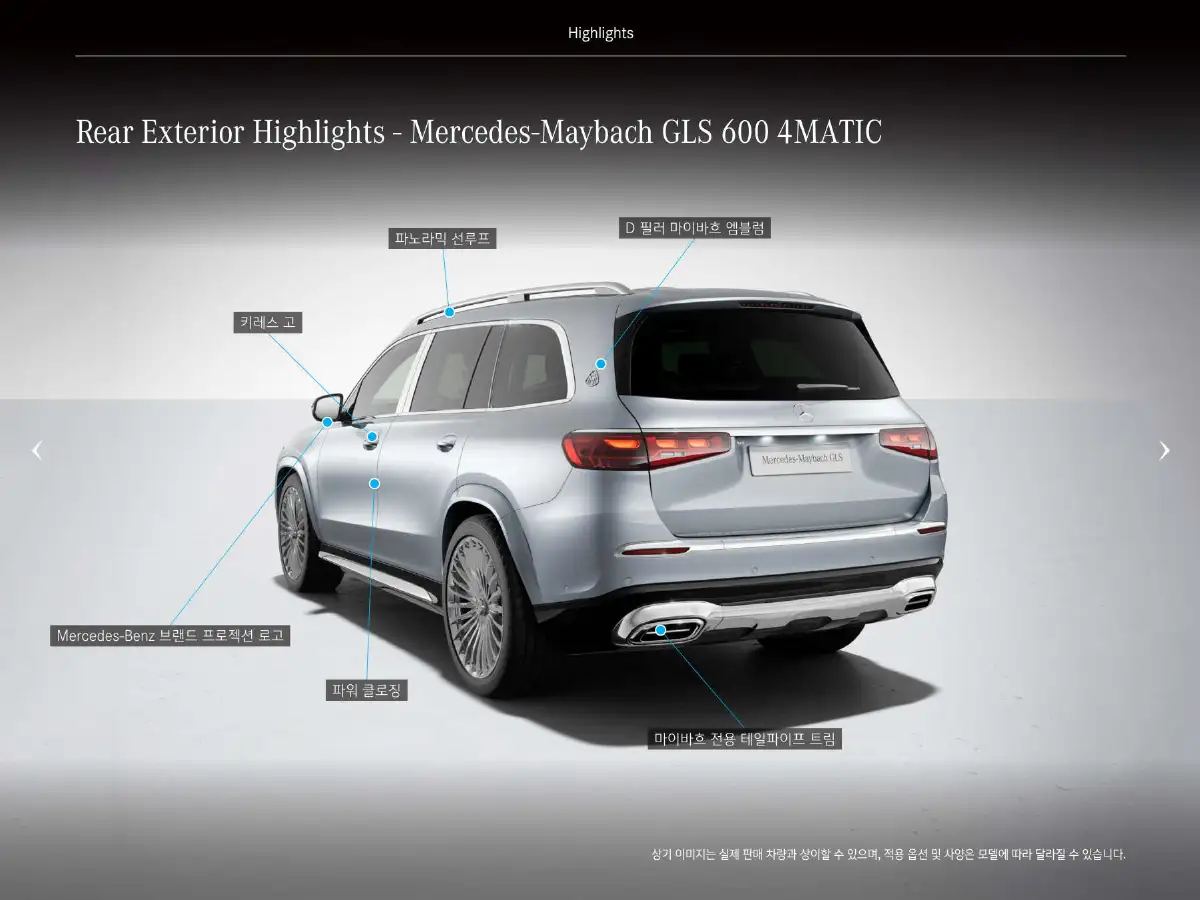 Highlights
Rear Exterior Highlights - Mercedes-Maybach GLS 600 4MATIC
D 필러 마이바흐 엠블럼
파노라믹 선루프
키레스 고
Mercedes-Maybach GLS
Mercedes-Benz 브랜드 프로젝션 로고
파워 클로징
마이바흐 전용 테일파이프 트림
상기 이미지는 실제 판매 차량과 상이할 수 있으며, 적용 옵션 및 사양은 모델에 따라 달라질 수 있습니다.